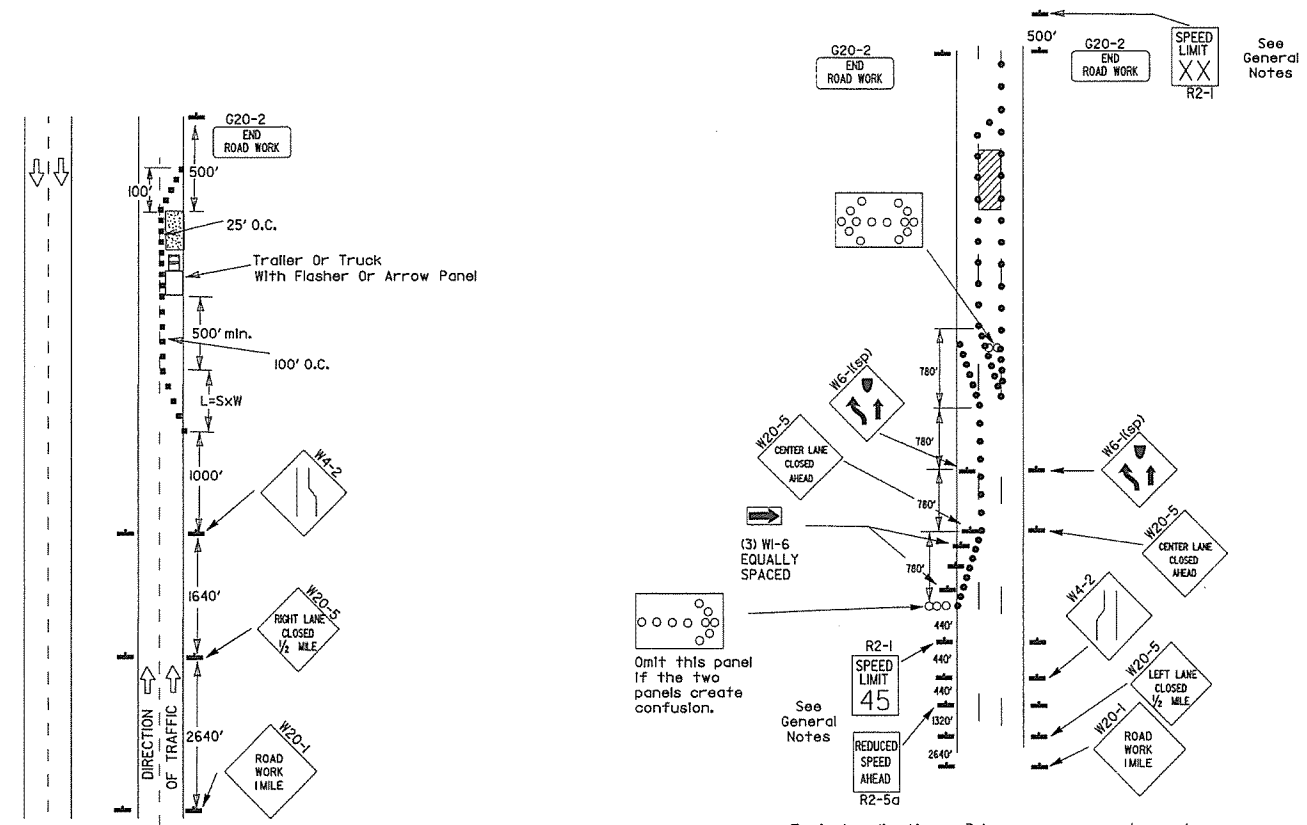 G20-2
END
ROAD WORK
500'
100'
25' O.C.
Trailer Or Truck
With Flasher Or Arrow Panel
500' min.
100' O.C.
L=SxW
1000'
W4-2
1640'
W20-5
RIGHT LANE
CLOSED
1/2 MILE
DIRECTION
OF TRAFFIC
2640'
W20-1
ROAD
WORK
1 MILE
500'
G20-2
END
ROAD WORK
G20-2
END
ROAD WORK
SPEED
LIMIT
XX
R2-1
See
General
Notes
780'
W6-1(sp)
W20-5
CENTER LANE
CLOSED
AHEAD
780'
780'
(3) W1-6
EQUALLY
SPACED
780'
W6-1(sp)
W20-5
CENTER LANE
CLOSED
AHEAD
Omit this panel
if the two
panels create
confusion.
440'
R2-1
SPEED
LIMIT
45
440'
440'
1320'
2640'
See
General
Notes
REDUCED
SPEED
AHEAD
R2-5a
W4-2
W20-5
LEFT LANE
CLOSED
1/2 MILE
W20-1
ROAD
WORK
1 MILE